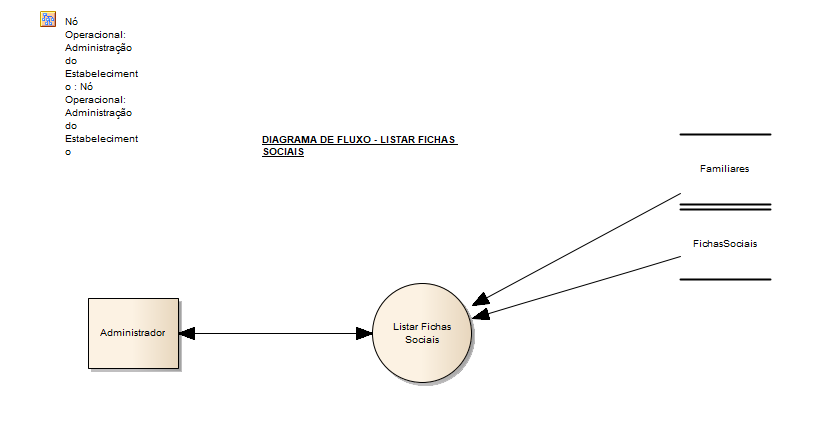 Nó
Operacional:
Administração
do
Estabeleciment
o : Nó
Operacional:
Administração
do
Estabeleciment
o
DIAGRAMA DE FLUXO - LISTAR FICHAS
SOCIAIS
Familiares
FichasSociais
Administrador
Listar Fichas
Sociais